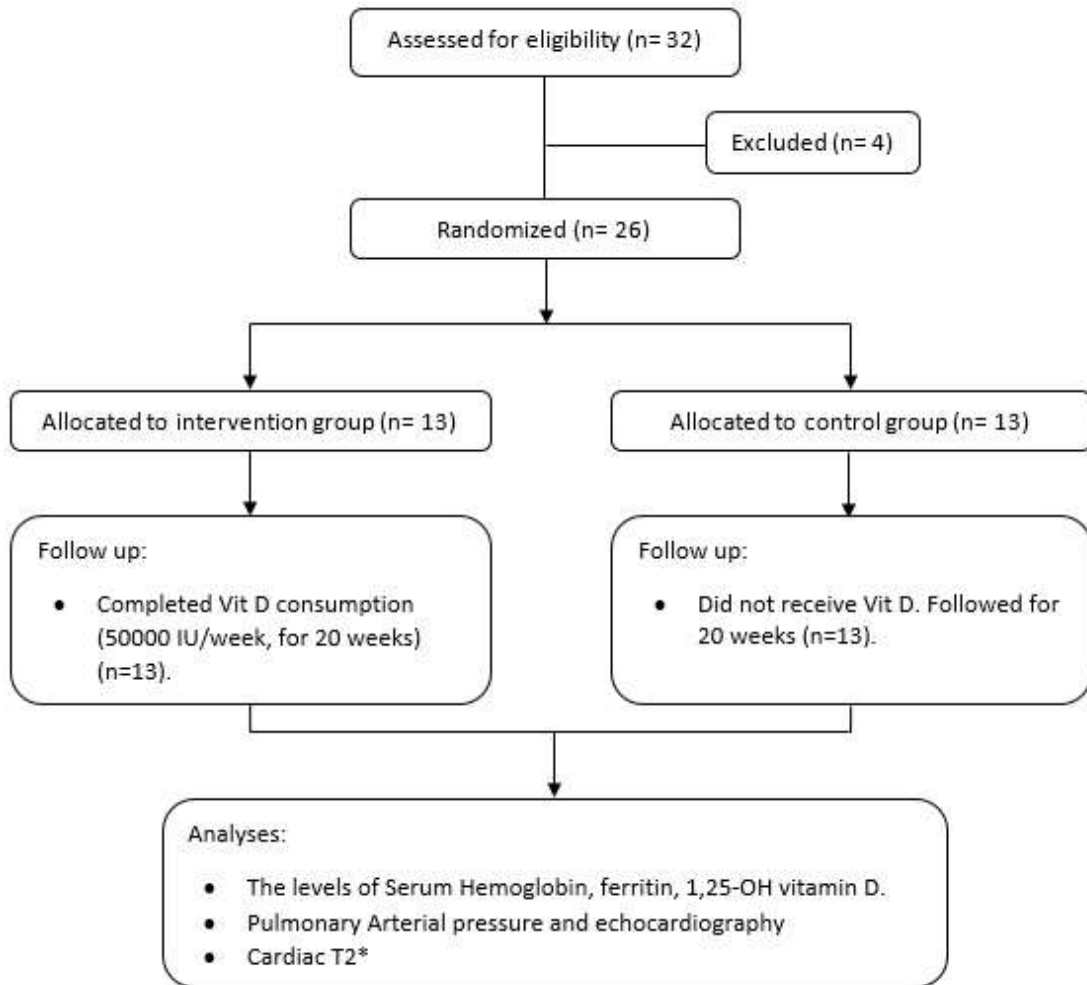 Assessed for eligibility (n= 32)
Excluded (n= 4)
Randomized (n= 26)
Allocated to intervention group (n= 13)
Allocated to control group (n= 13)
Follow up:
● Completed Vit D consumption
(50000 IU/week, for 20 weeks)
(n=13).
Follow up:
● Did not receive Vit D. Followed for
20 weeks (n=13).
Analyses:
● The levels of Serum Hemoglobin, ferritin, 1,25-OH vitamin D.
● Pulmonary Arterial pressure and echocardiography
● Cardiac T2*